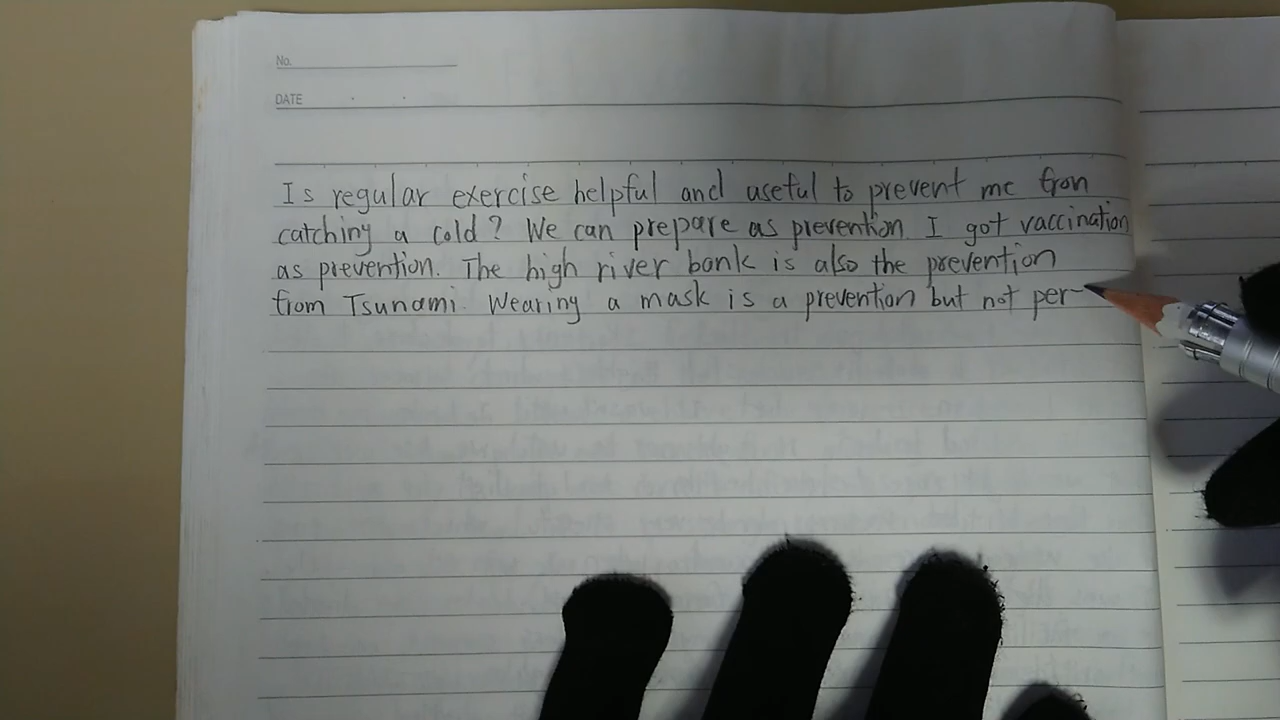 No.
DATE
Is regular exercise helpful and useful to prevent me from
catching a cold? We can prepare as prevention. I got vaccination
as prevention. The high river bank is also the prevention
from Tsunami. Wearing a mask is a prevention but not per-